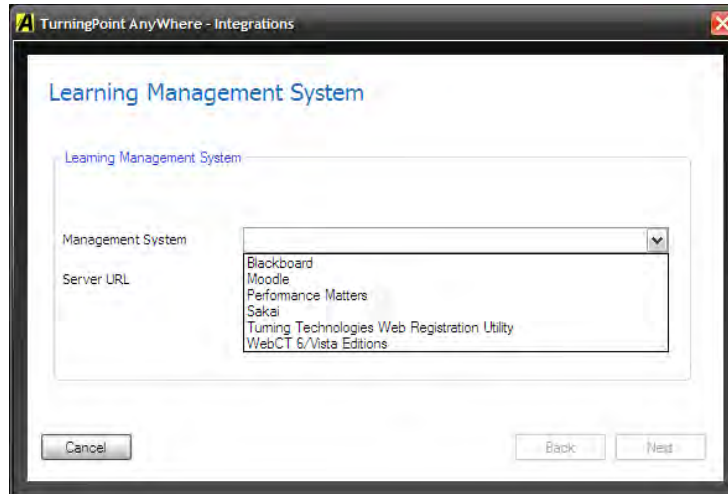 TurningPoint AnyWhere - Integrations
Learning Management System
Learning Management System
Management System
Server URL
Blackboard
Moodle
Performance Matters
Sakai
Turning Technologies Web Registration Utility
WebCT 6/Vista Editions
Cancel
Back
Next